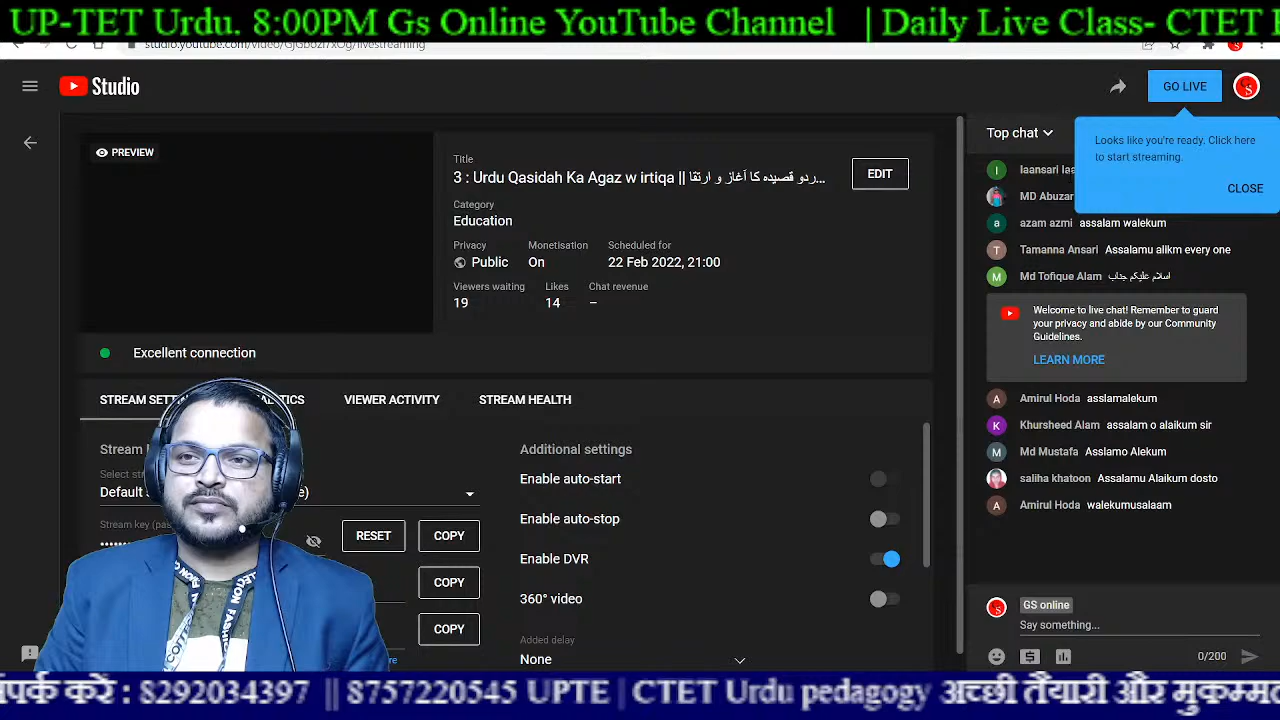 UP-TET Urdu. 8:00PM Gs Online YouTube Channel | Daily Live Class- CTET
Studio
GO LIVE
PREVIEW
Title
3 : Urdu Qasidah Ka Agaz w irtiqa || ردو قصیدہ کا آغاز و ارتقا...
EDIT
Category
Education
Privacy
Monetisation
Scheduled for
Public
On
22 Feb 2022, 21:00
Viewers waiting
Likes
Chat revenue
19
14
–
Excellent connection
STREAM
VIEWER ACTIVITY
STREAM HEALTH
Stream
Default
Stream key
RESET
COPY
COPY
COPY
Additional settings
Enable auto-start
Enable auto-stop
Enable DVR
360° video
Added delay
None
Top chat
Looks like you're ready. Click here
to start streaming.
CLOSE
laansari
MD Abuzar
azam azmi assalam walekum
Tamanna Ansari Assalamu alikm every one
Md Tofique Alam اسلام علیکم جناب
Welcome to live chat! Remember to guard
your privacy and abide by our Community
Guidelines.
LEARN MORE
Amirul Hoda asslamalekum
Khursheed Alam assalam o alaikum sir
Md Mustafa Asslamo Alekum
saliha khatoon Assalamu Alaikum dosto
Amirul Hoda walekumusalaam
GS online
Say something...
0/200
करें : 8292034397 || 8757220545 UPTE | CTET Urdu pedagogy अच्छी तैयारी और